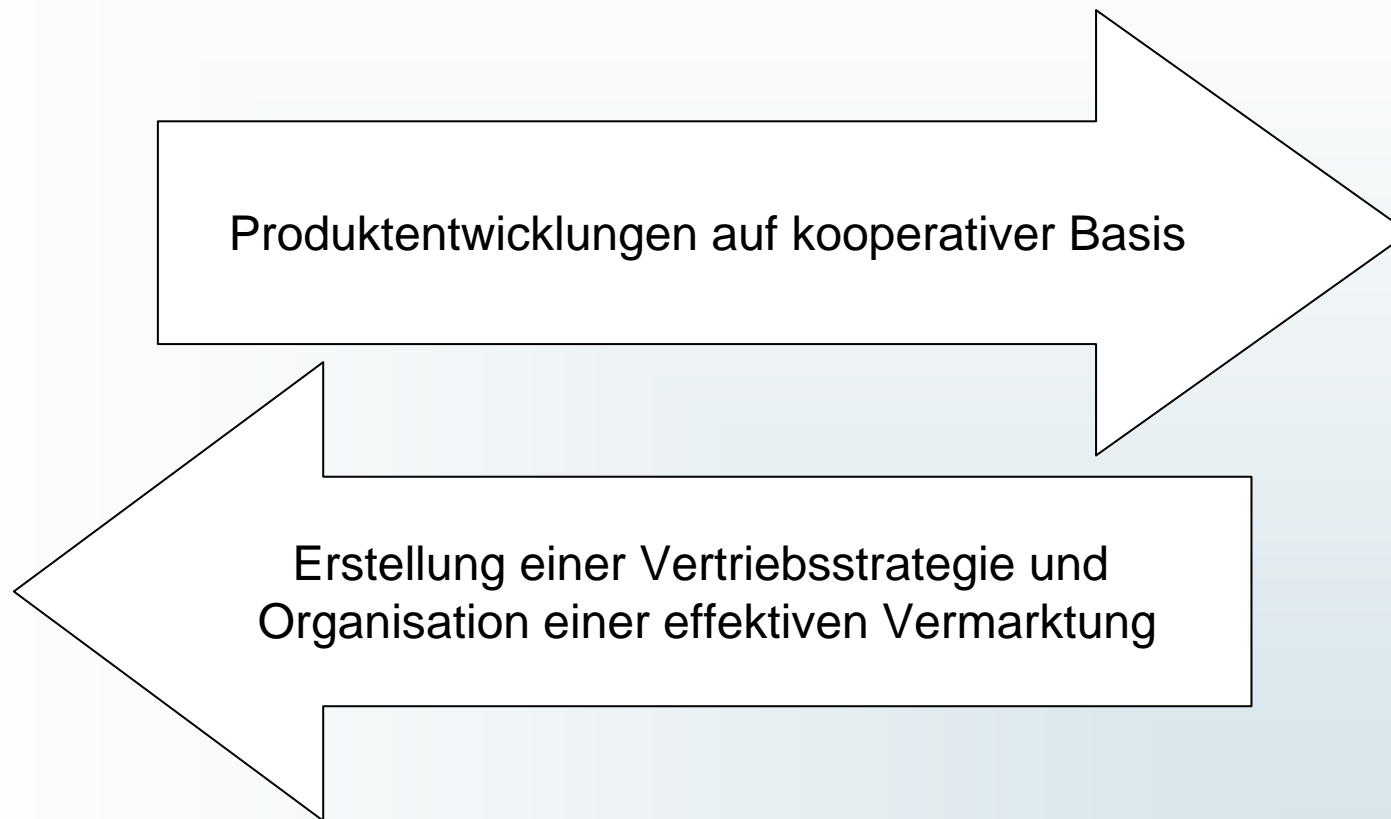 Produktentwicklungen auf kooperativer Basis
Erstellung einer Vertriebsstrategie und
Organisation einer effektiven Vermarktung